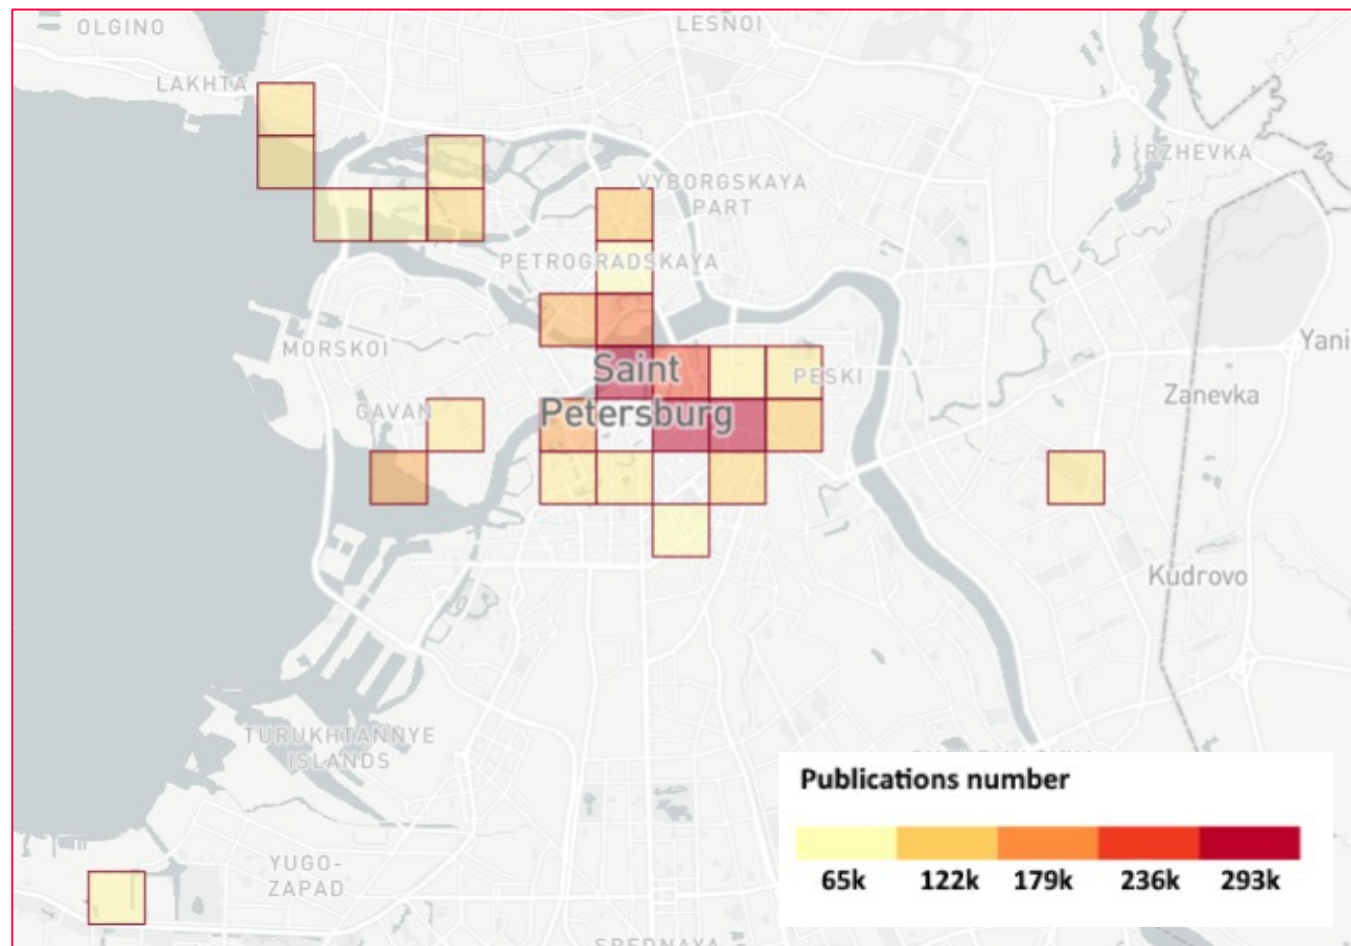 OLGINO
LESNOI
LAKHTA
RZHEVKA
VYBORGSKAYA
PART
PETROGRADSKAYA
Yani
MORSKOI
Saint
Petersburg
PESKI
Zanevka
GAVAN
Kudrovo
TURUKHTANNYE
ISLANDS
Publications number
65k 122k 179k 236k 293k
YUGO-
ZAPAD